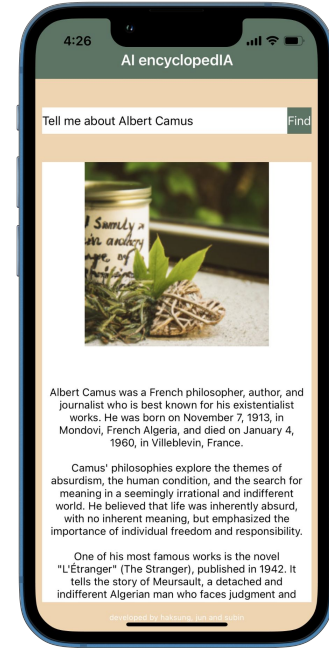 4:26
AI encyclopedIA
Tell me about Albert Camus
Find
Albert Camus was a French philosopher, author, and
journalist who is best known for his existentialist
works. He was born on November 7, 1913, in
Mondovi, French Algeria, and died on January 4,
1960, in Villeblevin, France.
Camus' philosophies explore the themes of
absurdism, the human condition, and the search for
meaning in a seemingly irrational and indifferent
world. He believed that life was inherently absurd,
with no inherent meaning, but emphasized the
importance of individual freedom and responsibility.
One of his most famous works is the novel
"L'Étranger" (The Stranger), published in 1942. It
tells the story of Meursault, a detached and
indifferent Algerian man who faces judgment and
developed by haksung, jun and